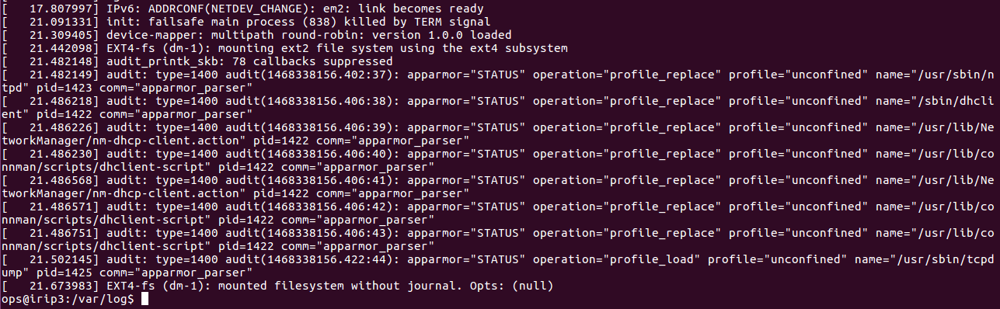 [   17.807997] IPv6: ADDRCONF(NETDEV_CHANGE): em2: link becomes ready
[   21.091331] init: failsafe main process (838) killed by TERM signal
[   21.309405] device-mapper: multipath round-robin: version 1.0.0 loaded
[   21.442098] EXT4-fs (dm-1): mounting ext2 file system using the ext4 subsystem
[   21.482148] audit_printk_skb: 78 callbacks suppressed
[   21.482149] audit: type=1400 audit(1468338156.402:37): apparmor="STATUS" operation="profile_replace" profile="unconfined" name="/usr/sbin/n
tpd" pid=1423 comm="apparmor_parser"
[   21.486218] audit: type=1400 audit(1468338156.406:38): apparmor="STATUS" operation="profile_replace" profile="unconfined" name="/sbin/dhcli
ent" pid=1422 comm="apparmor_parser"
[   21.486226] audit: type=1400 audit(1468338156.406:39): apparmor="STATUS" operation="profile_replace" profile="unconfined" name="/usr/lib/Ne
tworkManager/nm-dhcp-client.action" pid=1422 comm="apparmor_parser"
[   21.486230] audit: type=1400 audit(1468338156.406:40): apparmor="STATUS" operation="profile_replace" profile="unconfined" name="/usr/lib/co
nnman/scripts/dhclient-script" pid=1422 comm="apparmor_parser"
[   21.486568] audit: type=1400 audit(1468338156.406:41): apparmor="STATUS" operation="profile_replace" profile="unconfined" name="/usr/lib/Ne
tworkManager/nm-dhcp-client.action" pid=1422 comm="apparmor_parser"
[   21.486571] audit: type=1400 audit(1468338156.406:42): apparmor="STATUS" operation="profile_replace" profile="unconfined" name="/usr/lib/co
nnman/scripts/dhclient-script" pid=1422 comm="apparmor_parser"
[   21.486751] audit: type=1400 audit(1468338156.406:43): apparmor="STATUS" operation="profile_replace" profile="unconfined" name="/usr/lib/co
nnman/scripts/dhclient-script" pid=1422 comm="apparmor_parser"
[   21.502145] audit: type=1400 audit(1468338156.422:44): apparmor="STATUS" operation="profile_load" profile="unconfined" name="/usr/sbin/tcpd
ump" pid=1425 comm="apparmor_parser"
[   21.673983] EXT4-fs (dm-1): mounted filesystem without journal. Opts: (null)
ops@irip3:/var/log$